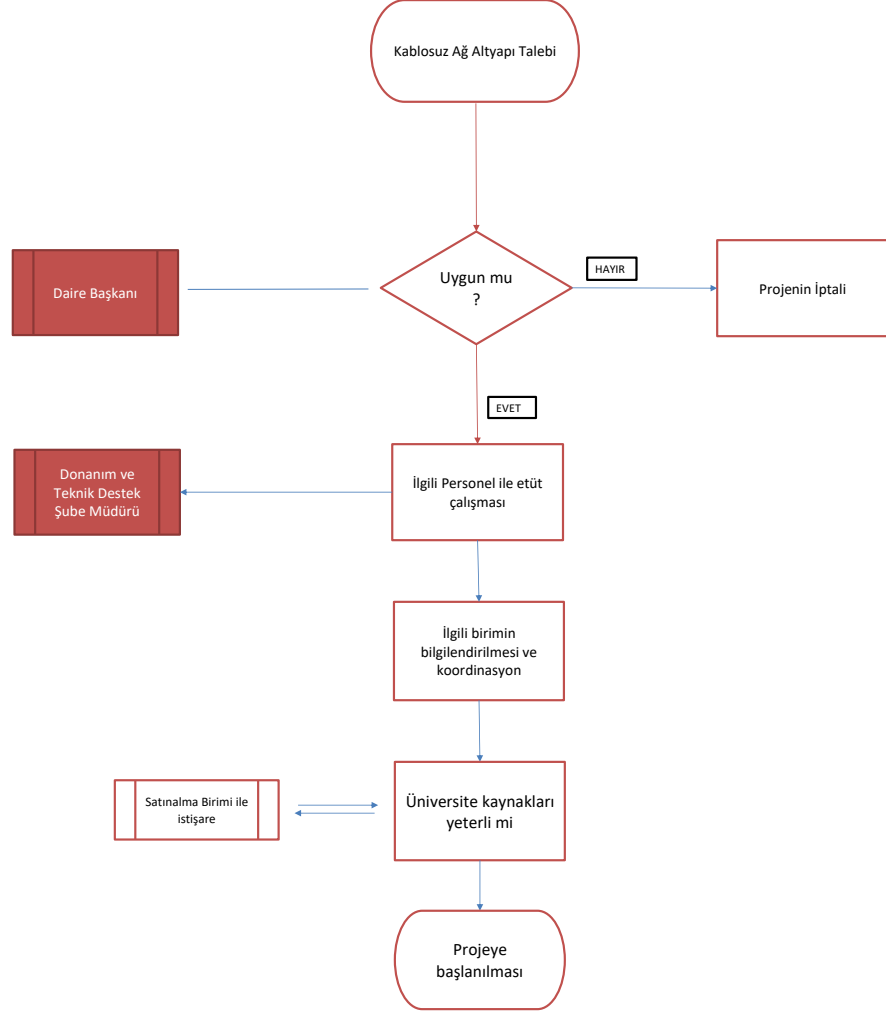 Kablosuz Ağ Altyapı Talebi
Daire Başkanı
Uygun mu
?
HAYIR
Projenin İptali
EVET
Donanım ve
Teknik Destek
Şube Müdürü
İlgili Personel ile etüt
çalışması
İlgili birimin
bilgilendirilmesi ve
koordinasyon
Satınalma Birimi ile
istişare
Üniversite kaynakları
yeterli mi
Projeye
başlanılması